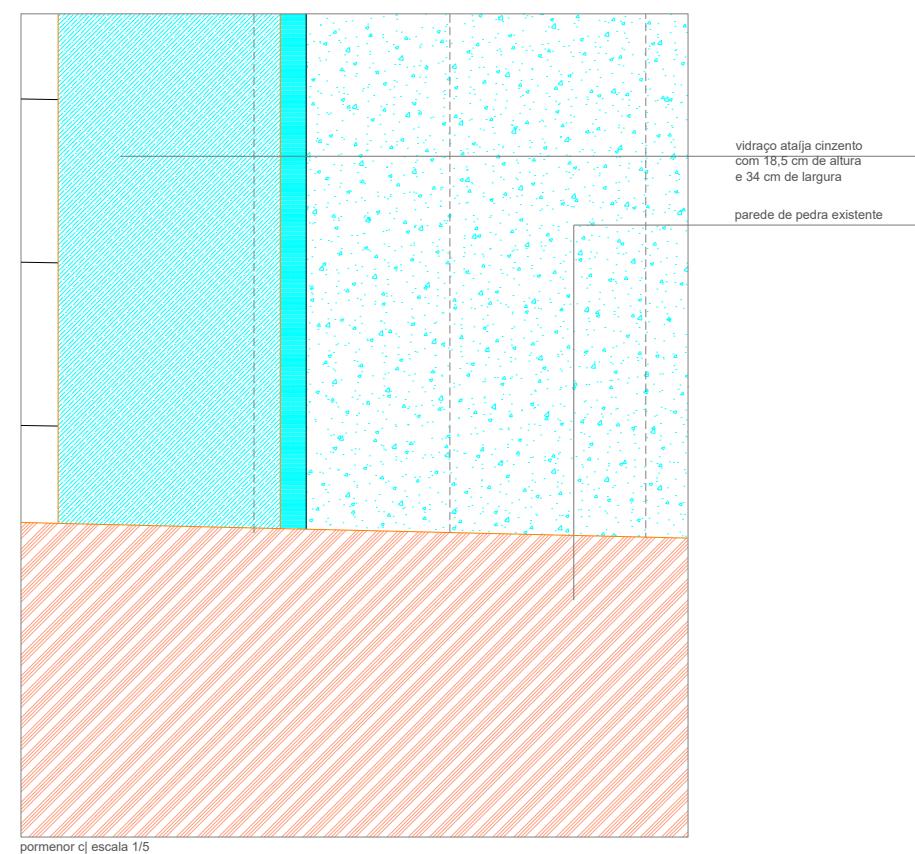 vidraço ataíja cinzento
com 18,5 cm de altura
e 34 cm de largura
parede de pedra existente
pormenor c| escala 1/5